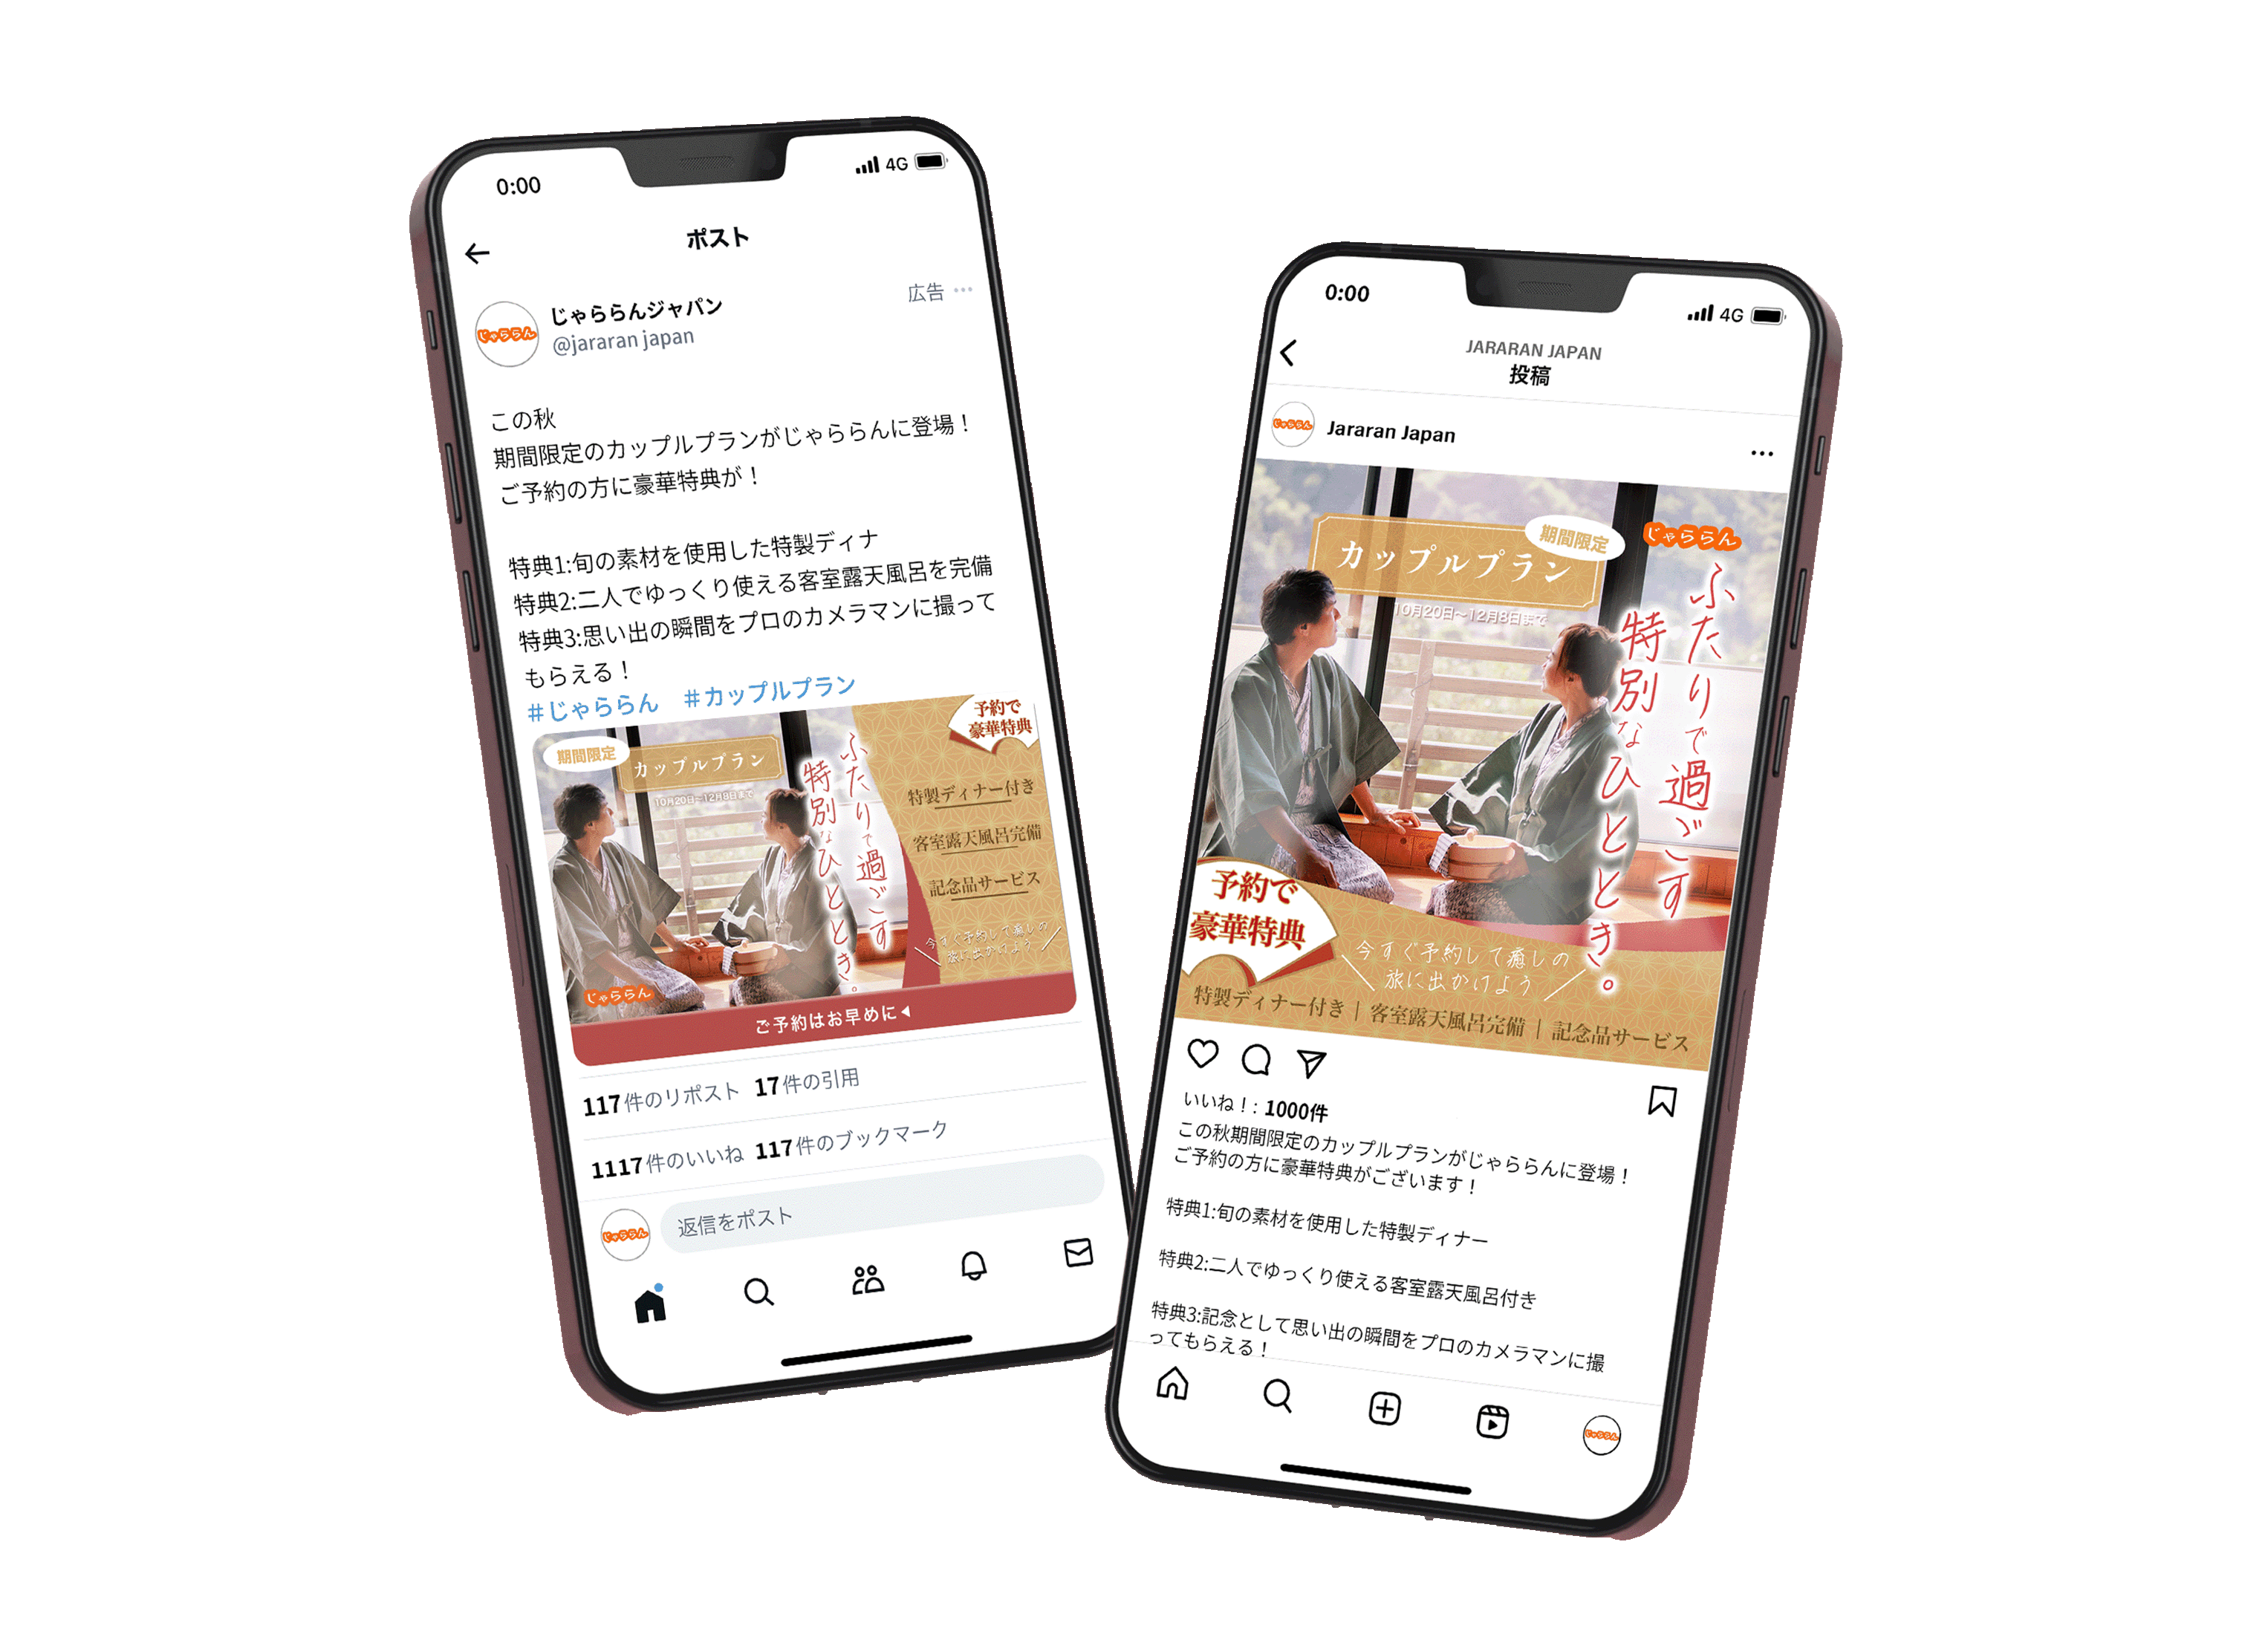 0:00
4G
ポスト
じゃららん
じゃららんジャパン
広告
@jararan japan
この秋
期間限定のカップルプランがじゃららんに登場！
ご予約の方に豪華特典が！
特典1:旬の素材を使用した特製ディナ
特典2:二人でゆっくり使える客室露天風呂を完備
特典3:思い出の瞬間をプロのカメラマンに撮って
もらえる！
#じゃららん #カップルプラン
期間限定
カップルプラン
10月20日~12月8日まで
ふたりで過ごす
特別なひととき。
予約で
豪華特典
特製ディナー付き
客室露天風呂完備
記念品サービス
今すぐ予約して癒しの
旅に出かけよう
じゃららん
ご予約はお早めに
117件のリポスト 17件の引用
1117件のいいね 117件のブックマーク
じゃららん
返信をポスト
0:00
4G
JARARAN JAPAN
投稿
じゃららん
Jararan Japan
期間限定
カップルプラン
10月20日~12月8日まで
じゃららん
ふたりで過ごす
特別なひととき。
予約で
豪華特典
今すぐ予約して癒しの
旅に出かけよう
特製ディナー付き｜客室露天風呂完備｜記念品サービス
いいね！: 1000件
この秋期間限定のカップルプランがじゃららんに登場！
ご予約の方に豪華特典がございます！
特典1:旬の素材を使用した特製ディナー
特典2:二人でゆっくり使える客室露天風呂付き
特典3:記念として思い出の瞬間をプロのカメラマンに撮
ってもらえる！
じゃららん